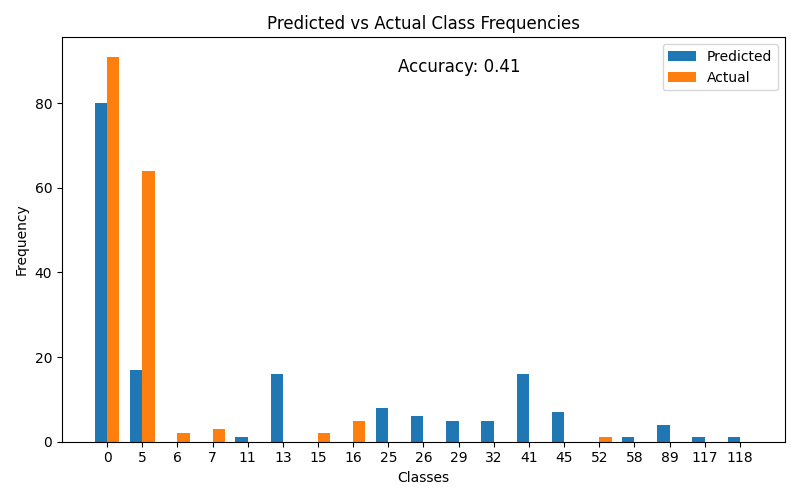 Predicted vs Actual Class Frequencies
Accuracy: 0.41
Predicted
Actual
Frequency
80
60
40
20
0
0 5 6 7 11 13 15 16 25 26 29 32 41 45 52 58 89 117 118
Classes